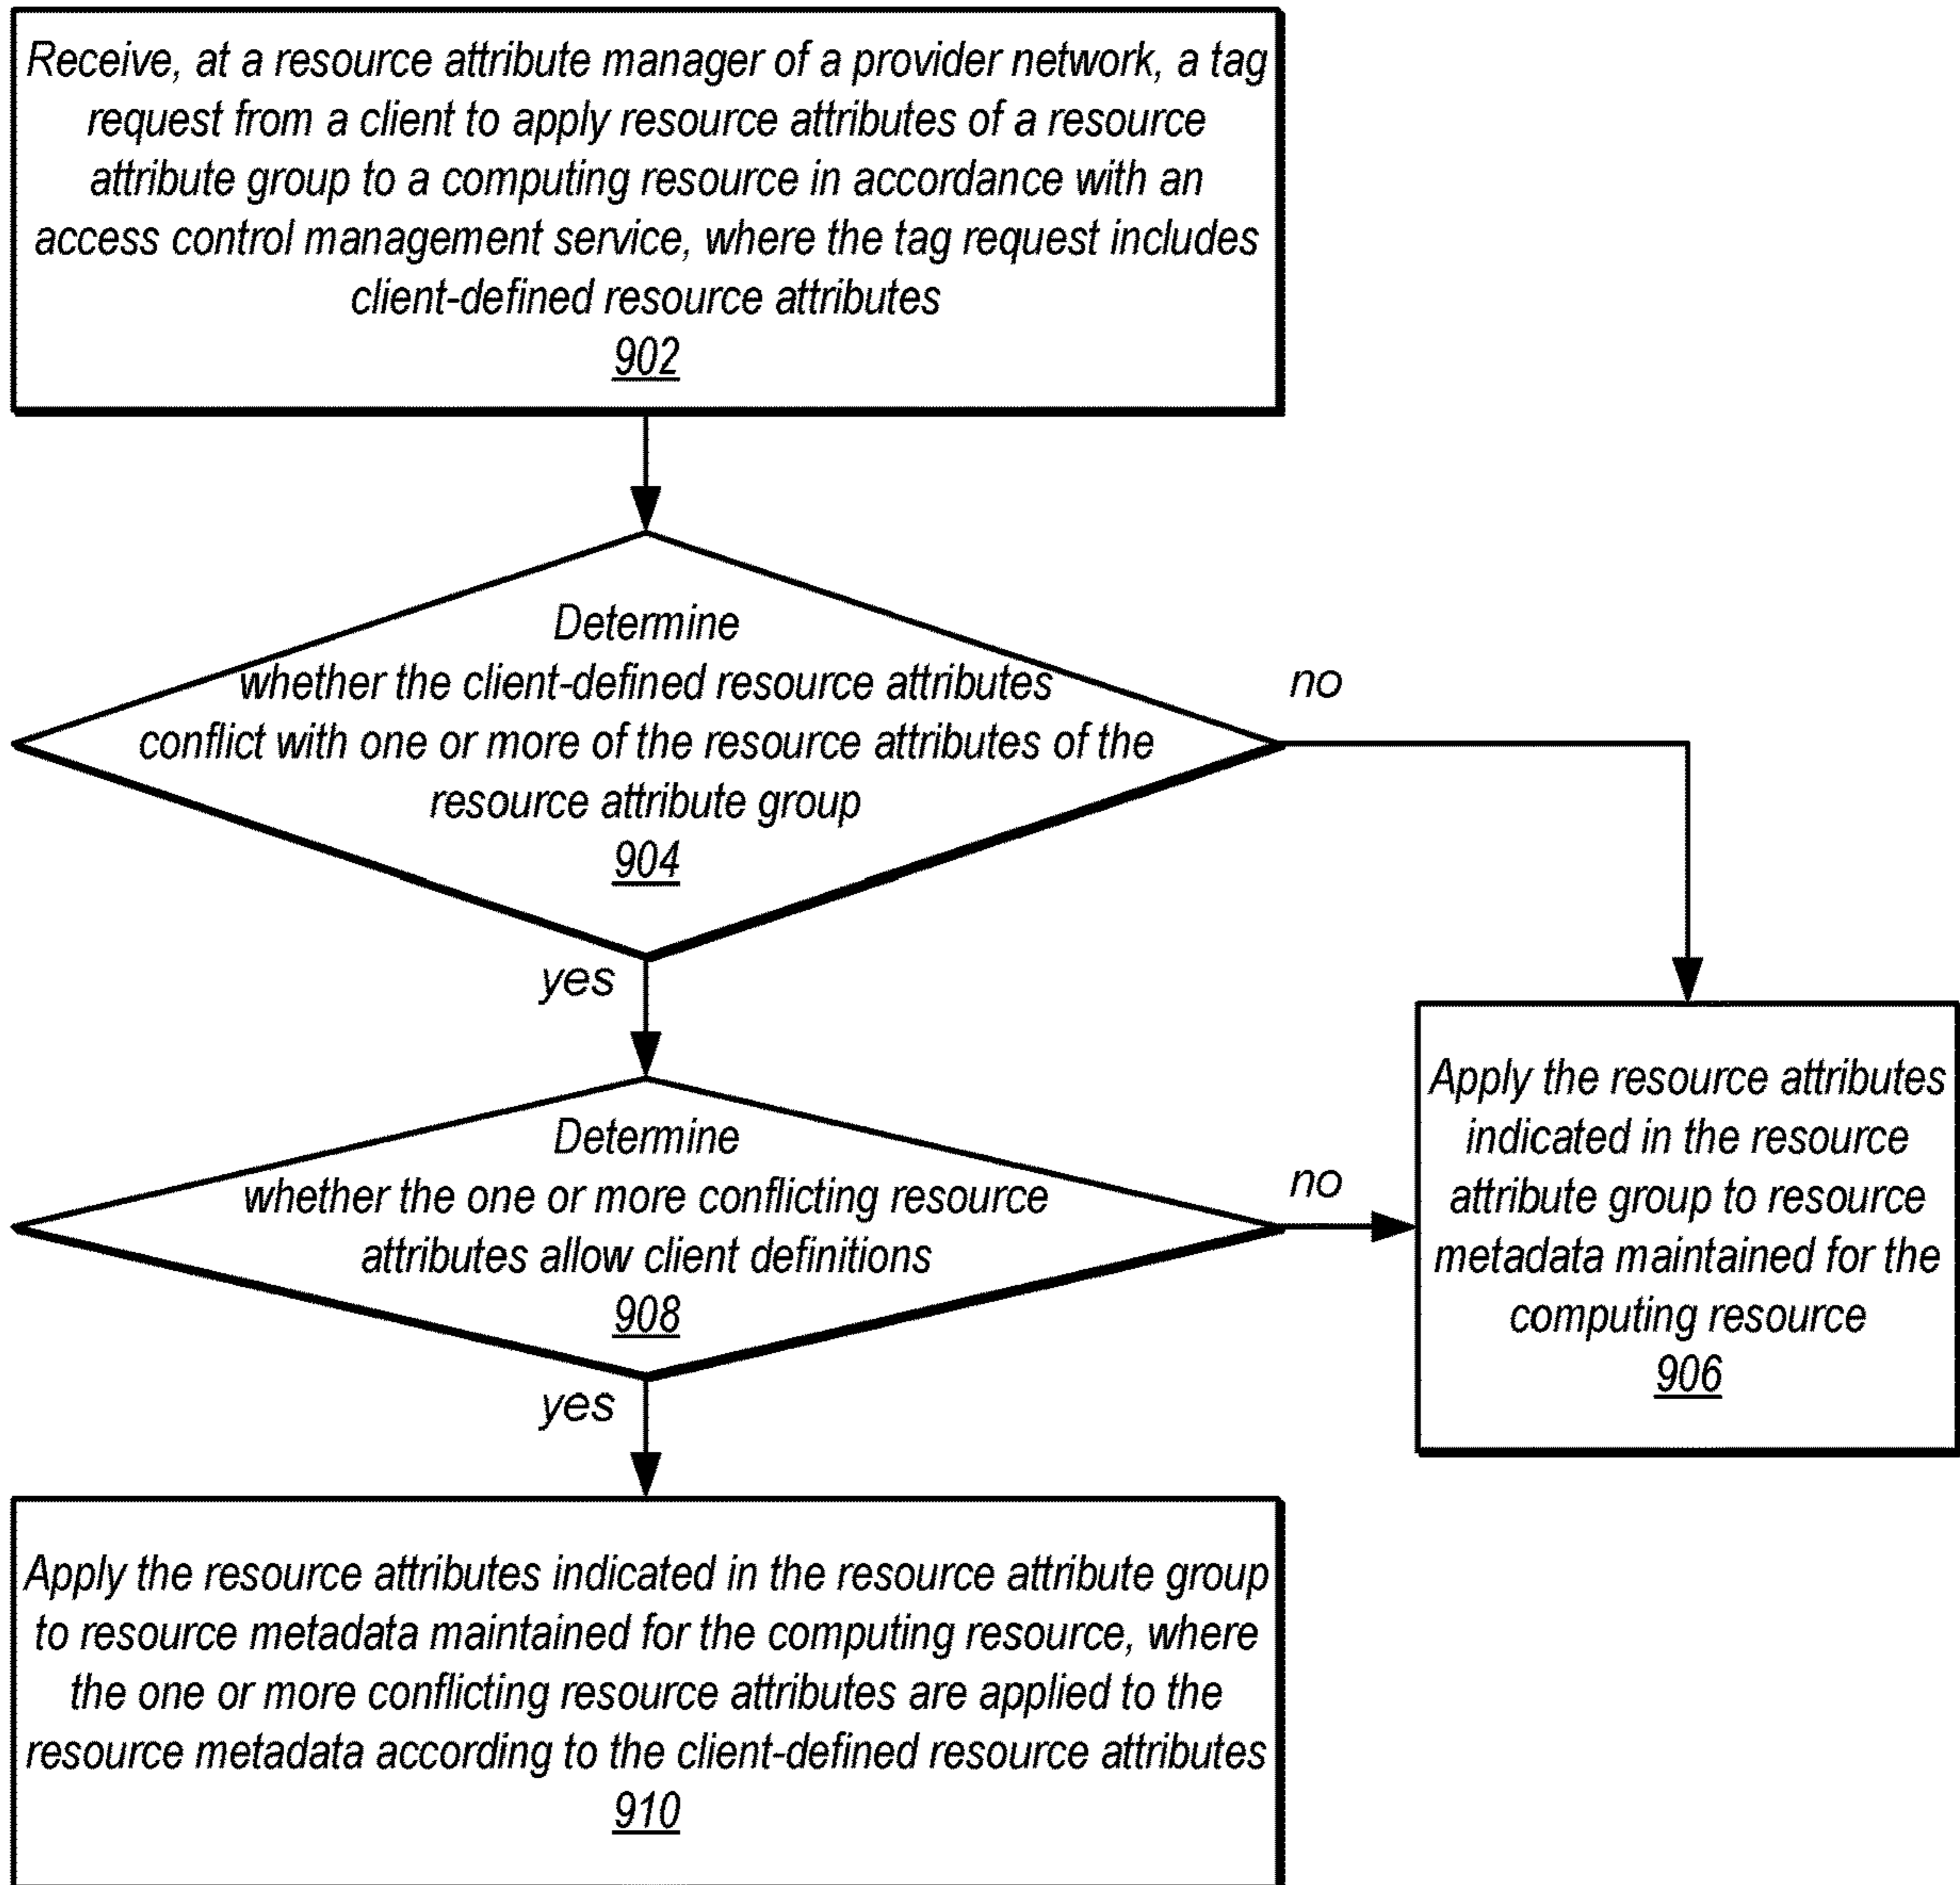 Receive, at a resource attribute manager of a provider network, a tag
request from a client to apply resource attributes of a resource
attribute group to a computing resource in accordance with an
access control management service, where the tag request includes
client-defined resource attributes
902
Determine
whether the client-defined resource attributes
conflict with one or more of the resource attributes of the
resource attribute group
904
no
yes
Determine
whether the one or more conflicting resource
attributes allow client definitions
908
no
yes
Apply the resource attributes
indicated in the resource
attribute group to resource
metadata maintained for the
computing resource
906
Apply the resource attributes indicated in the resource attribute group
to resource metadata maintained for the computing resource, where
the one or more conflicting resource attributes are applied to the
resource metadata according to the client-defined resource attributes
910